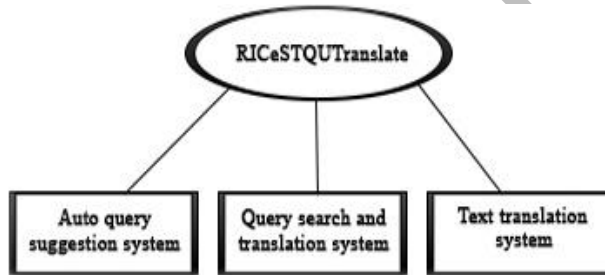 RICeSTQUTranslate
Auto query
suggestion system
Query search and
translation system
Text translation
system